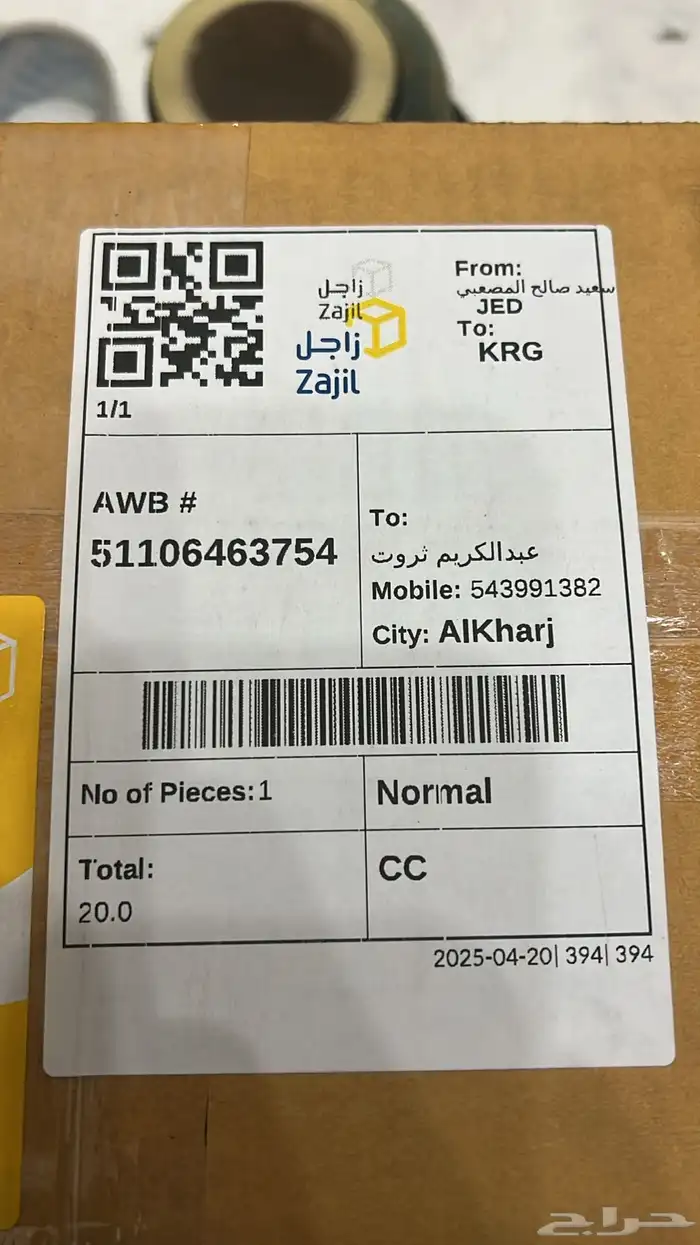 زاجل
Zajil
زاجل
Zajil
From:
سعيد صالح المصعبي
JED
To:
KRG
1/1
AWB #
51106463754
To:
عبدالكريم ثروت
Mobile: 543991382
City: AlKharj
No of Pieces:1
Normal
Total:
20.0
CC
2025-04-20| 394| 394
حراج